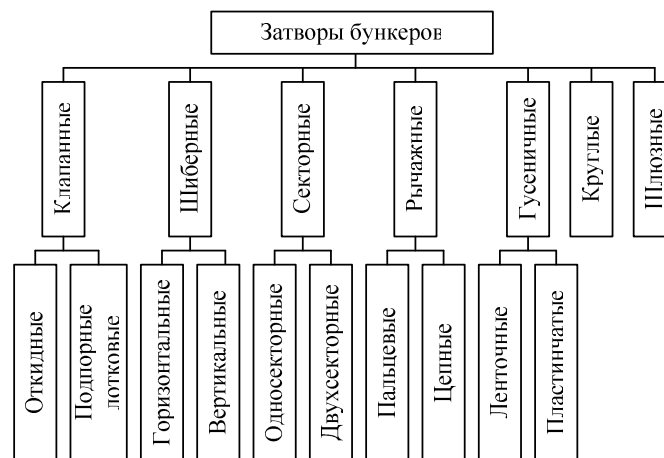 Затворы бункеров
Клапанные
Шиберные
Секторные
Рычажные
Гусеничные
Круглые
Шлюзные
Откидные
Подпорные
лотковые
Горизонтальные
Вертикальные
Односекторные
Двухсекторные
Пальцевые
Цепные
Ленточные
Пластинчатые